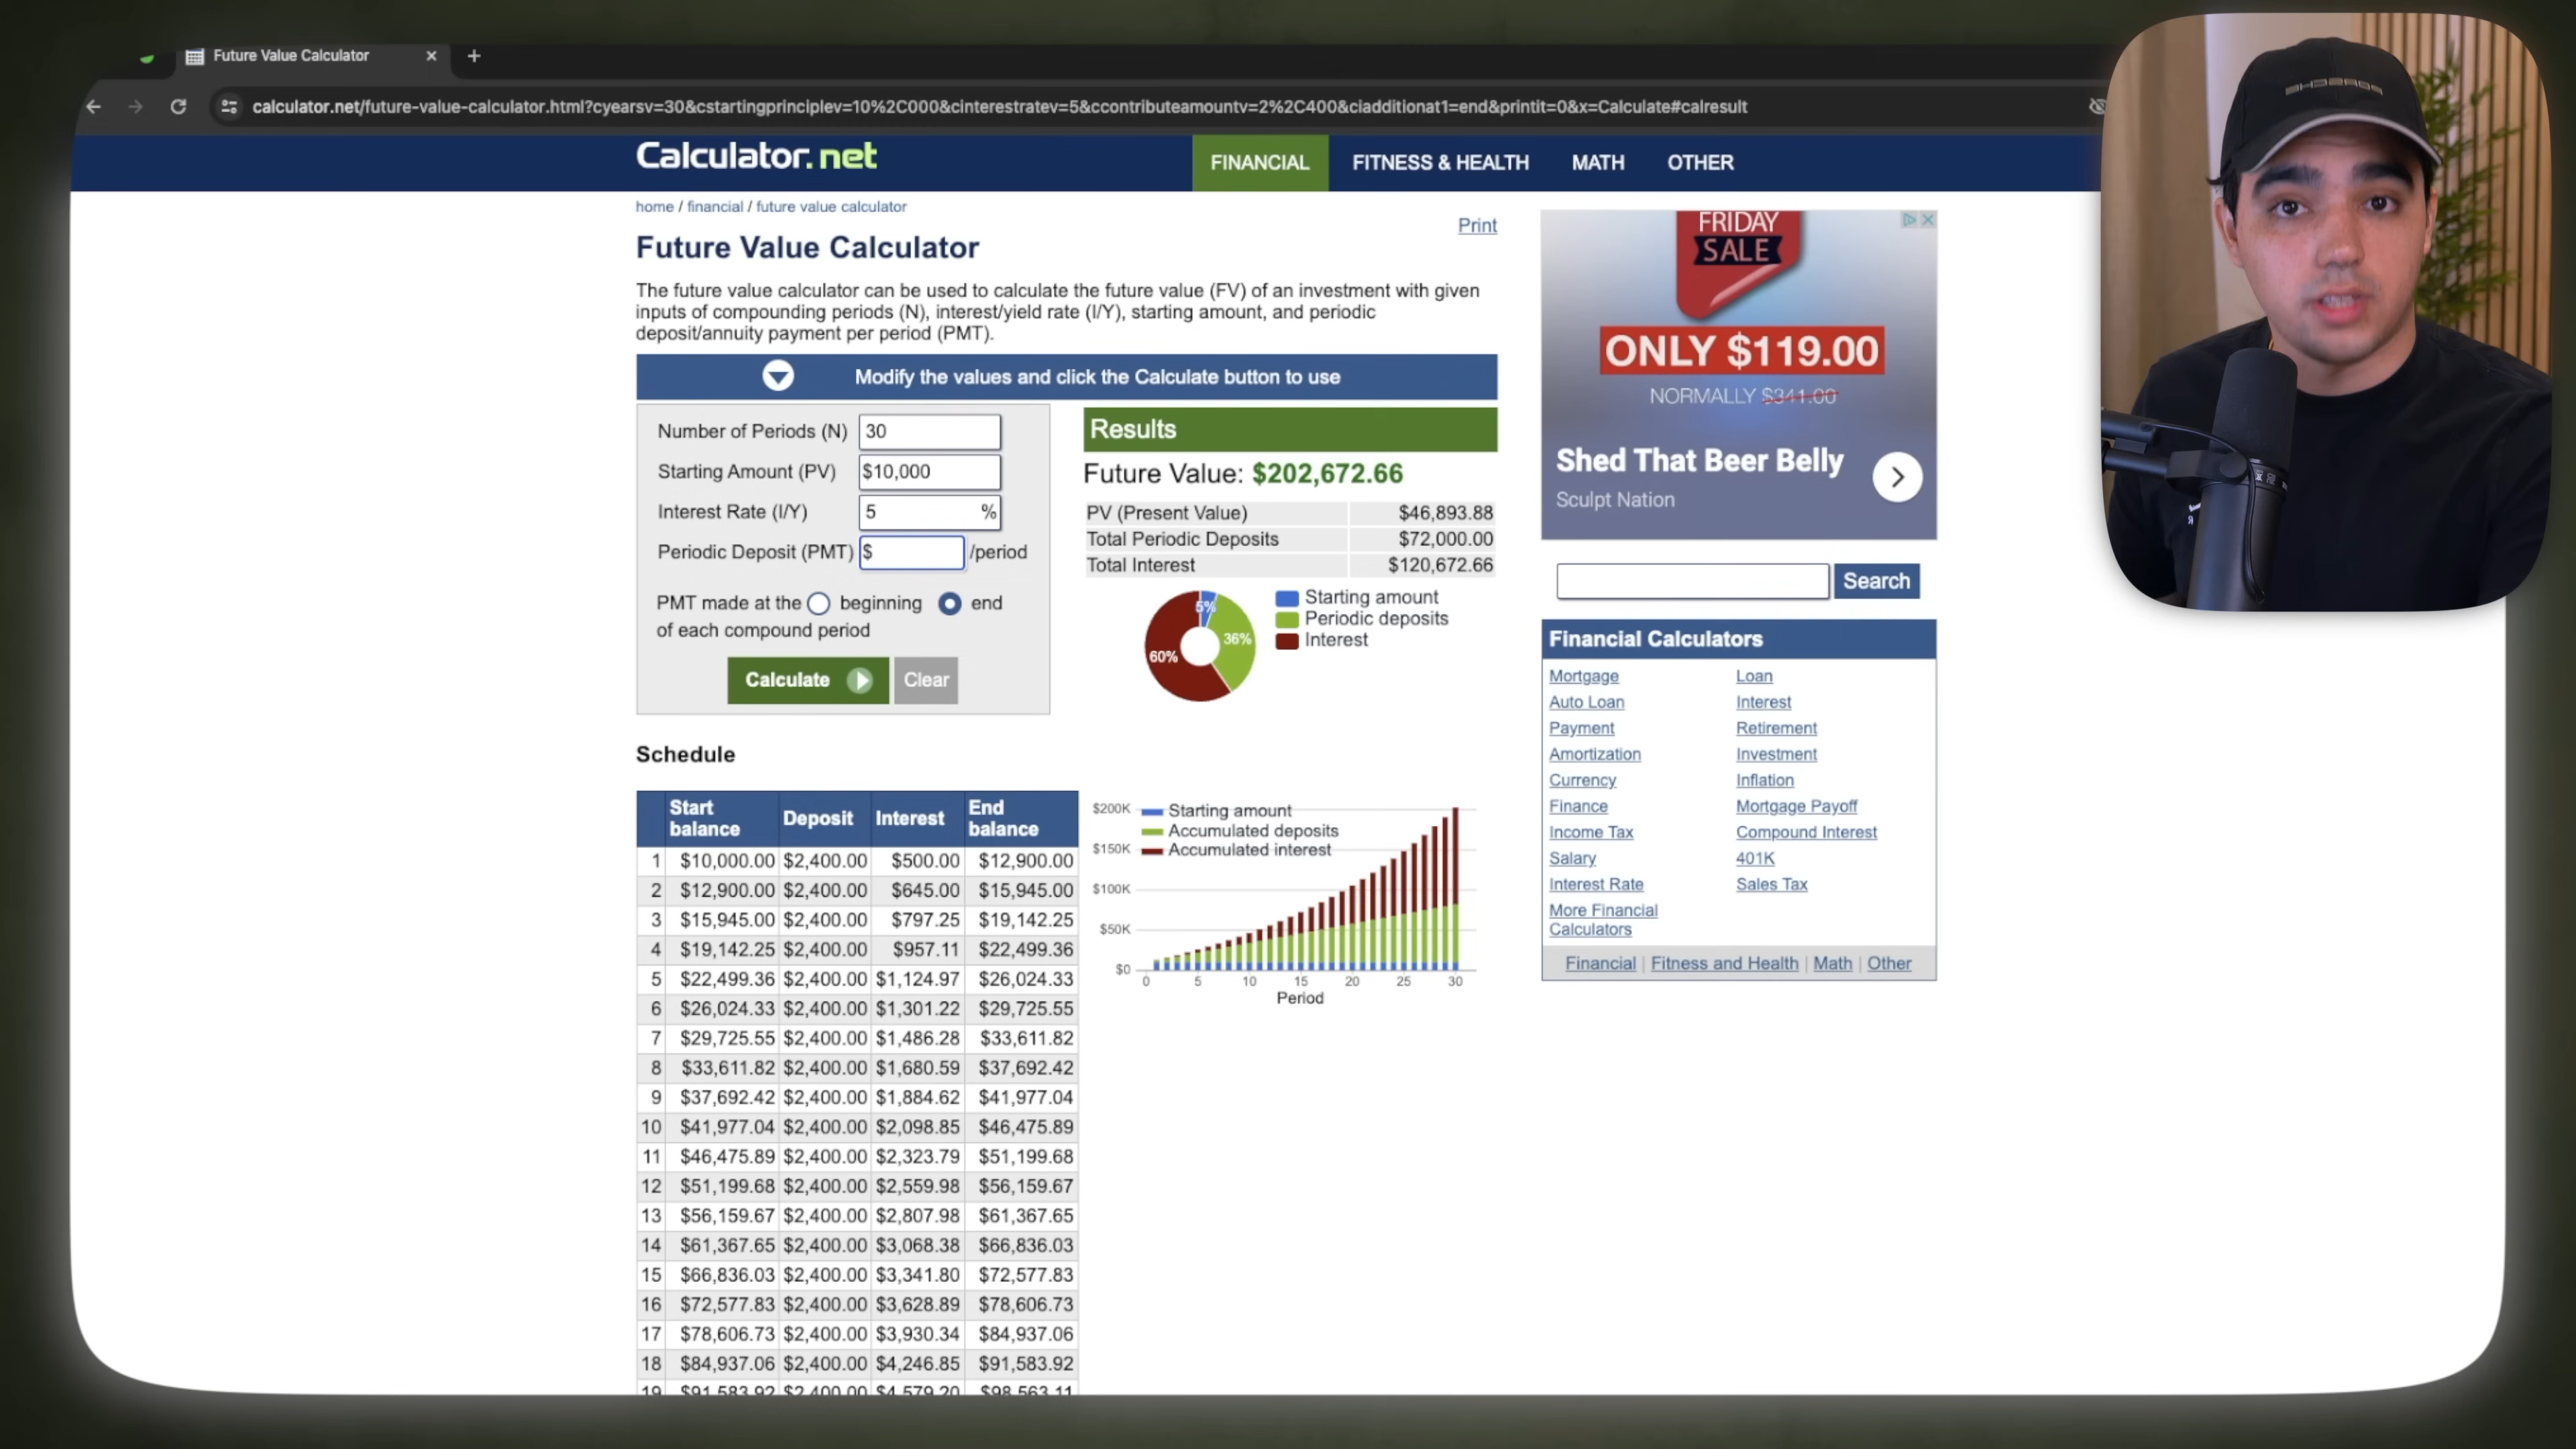 Future Value Calculator
calculator.net/future-value-calculator.html?cyearsv=30&cstartingprinciplev=10%2C000&cinterestratev=5&ccontributeamountv=2%2C400&ciadditionat1=end&printit=0&x=Calculate#calresult
Calculator.net
FINANCIAL FITNESS & HEALTH MATH OTHER
home / financial / future value calculator
Print
Future Value Calculator
The future value calculator can be used to calculate the future value (FV) of an investment with given
inputs of compounding periods (N), interest/yield rate (I/Y), starting amount, and periodic
deposit/annuity payment per period (PMT).
Modify the values and click the Calculate button to use
Number of Periods (N) 30
Starting Amount (PV) $10,000
Interest Rate (I/Y) 5 %
Periodic Deposit (PMT) $ /period
PMT made at the beginning end
of each compound period
Calculate Clear
Results
Future Value: $202,672.66
PV (Present Value) $46,893.88
Total Periodic Deposits $72,000.00
Total Interest $120,672.66
5%
36%
60%
Starting amount
Periodic deposits
Interest
Schedule
Start balance Deposit Interest End balance
1 $10,000.00 $2,400.00 $500.00 $12,900.00
2 $12,900.00 $2,400.00 $645.00 $15,945.00
3 $15,945.00 $2,400.00 $797.25 $19,142.25
4 $19,142.25 $2,400.00 $957.11 $22,499.36
5 $22,499.36 $2,400.00 $1,124.97 $26,024.33
6 $26,024.33 $2,400.00 $1,301.22 $29,725.55
7 $29,725.55 $2,400.00 $1,486.28 $33,611.82
8 $33,611.82 $2,400.00 $1,680.59 $37,692.42
9 $37,692.42 $2,400.00 $1,884.62 $41,977.04
10 $41,977.04 $2,400.00 $2,098.85 $46,475.89
11 $46,475.89 $2,400.00 $2,323.79 $51,199.68
12 $51,199.68 $2,400.00 $2,559.98 $56,159.67
13 $56,159.67 $2,400.00 $2,807.98 $61,367.65
14 $61,367.65 $2,400.00 $3,068.38 $66,836.03
15 $66,836.03 $2,400.00 $3,341.80 $72,577.83
16 $72,577.83 $2,400.00 $3,628.89 $78,606.73
17 $78,606.73 $2,400.00 $3,930.34 $84,937.06
18 $84,937.06 $2,400.00 $4,246.85 $91,583.92
19 $91,583.92 $2,400.00 $4,579.20 $98,563.11
$200K
$150K
$100K
$50K
$0
Starting amount
Accumulated deposits
Accumulated interest
0 5 10 15 20 25 30
Period
FRIDAY
SALE
ONLY $119.00
NORMALLY $341.00
Shed That Beer Belly
Sculpt Nation
Search
Financial Calculators
Mortgage Loan
Auto Loan Interest
Payment Retirement
Amortization Investment
Currency Inflation
Finance Mortgage Payoff
Income Tax Compound Interest
Salary 401K
Interest Rate Sales Tax
More Financial
Calculators
Financial | Fitness and Health | Math | Other